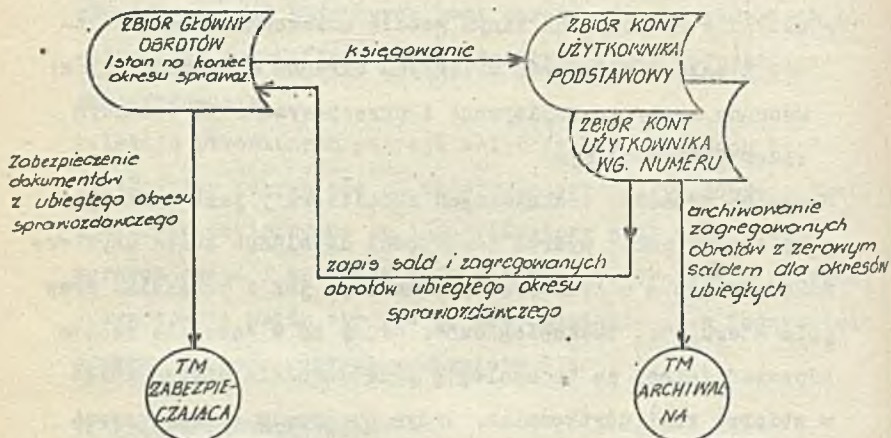 ZBIÓR GŁÓWNY
OBROTÓW
/stan na koniec
okresu sprawoz.
księgowanie
ZBIÓR KONT
UŻYTKOWNIKA
PODSTAWOWY
ZBIÓR KONT
UŻYTKOWNIKA
WG. NUMERU
Zabezpieczenie
dokumentów
z ubiegłego okresu
sprawozdawczego
archiwowanie
zagregowanych
obrotów z zerowym
saldem dla okresów
ubiegłych
zapis sald i zagregowanych
obrotów ubiegłego okresu
sprawozdawczego
TM
ZABEZPIE-
CZAJĄCA
TM
ARCHIWAL
NA